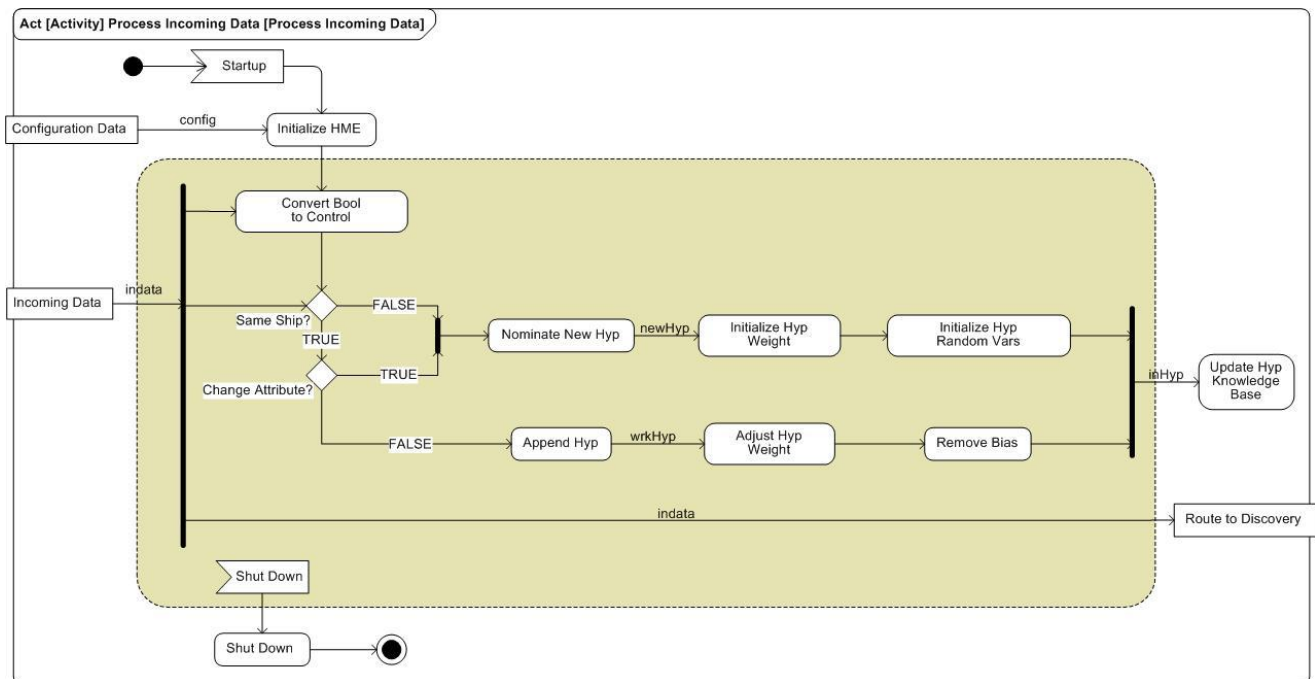 Act [Activity] Process Incoming Data [Process Incoming Data]
Startup
Configuration Data
config
Initialize HME
Convert Bool
to Control
Incoming Data
indata
Same Ship?
FALSE
TRUE
Change Attribute?
TRUE
FALSE
Nominate New Hyp
newHyp
Initialize Hyp
Weight
Initialize Hyp
Random Vars
Append Hyp
wrkHyp
Adjust Hyp
Weight
Remove Bias
inHyp
Update Hyp
Knowledge
Base
indata
Route to Discovery
Shut Down
Shut Down